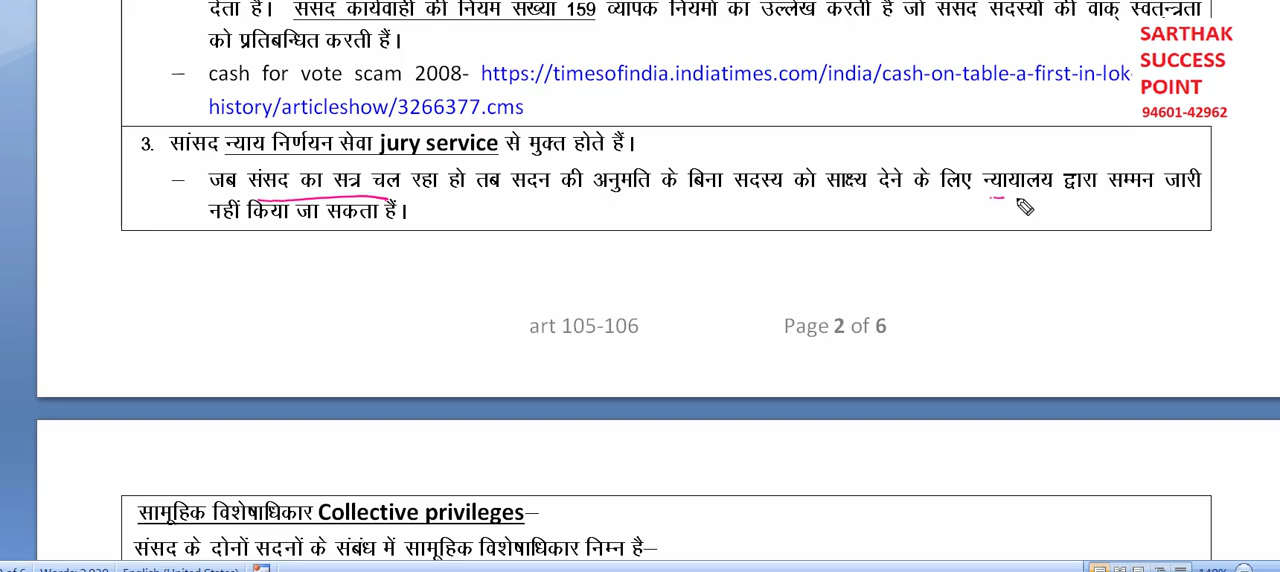 देता है। संसद कार्यवाही की नियम संख्या 159 व्यापक नियमों का उल्लेख करती है जो संसद सदस्यों की वाक् स्वतन्त्रता
को प्रतिबन्धित करती हैं।
– cash for vote scam 2008- https://timesofindia.indiatimes.com/india/cash-on-table-a-first-in-lok-
history/articleshow/3266377.cms
SARTHAK
SUCCESS
POINT
94601-42962
3. सांसद न्याय निर्णयन सेवा jury service से मुक्त होते हैं।
– जब संसद का सत्र चल रहा हो तब सदन की अनुमति के बिना सदस्य को साक्ष्य देने के लिए न्यायालय द्वारा सम्मन जारी
नहीं किया जा सकता हैं।
art 105-106 Page 2 of 6
सामूहिक विशेषाधिकार Collective privileges–
संसद के दोनों सदनों के संबंध में सामूहिक विशेषाधिकार निम्न है–